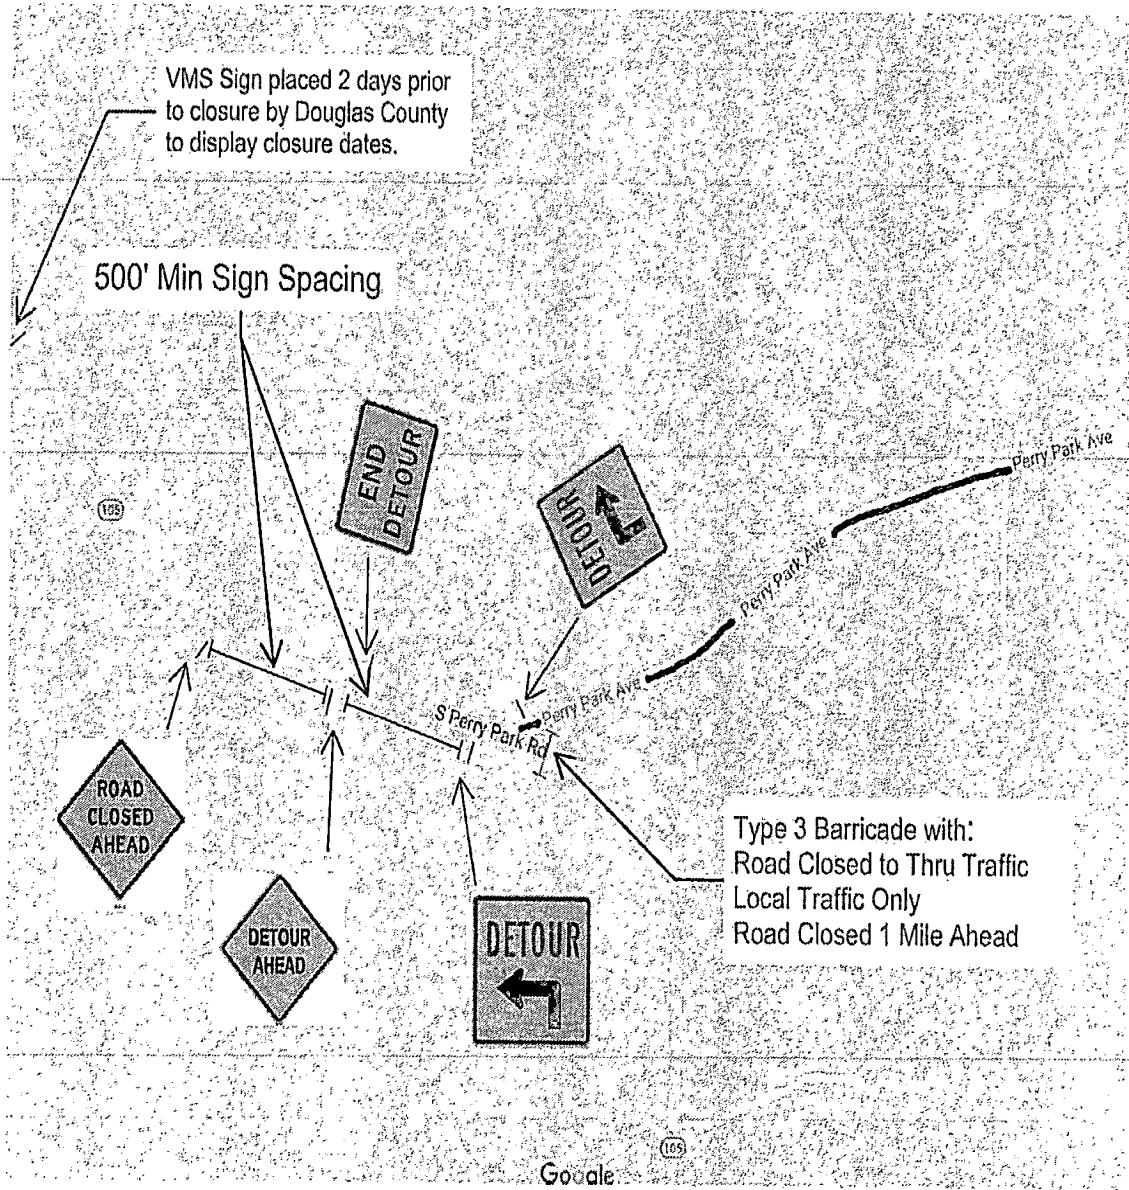 VMS Sign placed 2 days prior
to closure by Douglas County
to display closure dates.
500' Min Sign Spacing
END
DETOUR
DETOUR
Perry Park Ave
105
Perry Park Ave
Perry Park Ave
S Perry Park Rd
ROAD
CLOSED
AHEAD
DETOUR
AHEAD
DETOUR
Type 3 Barricade with:
Road Closed to Thru Traffic
Local Traffic Only
Road Closed 1 Mile Ahead
105
Google